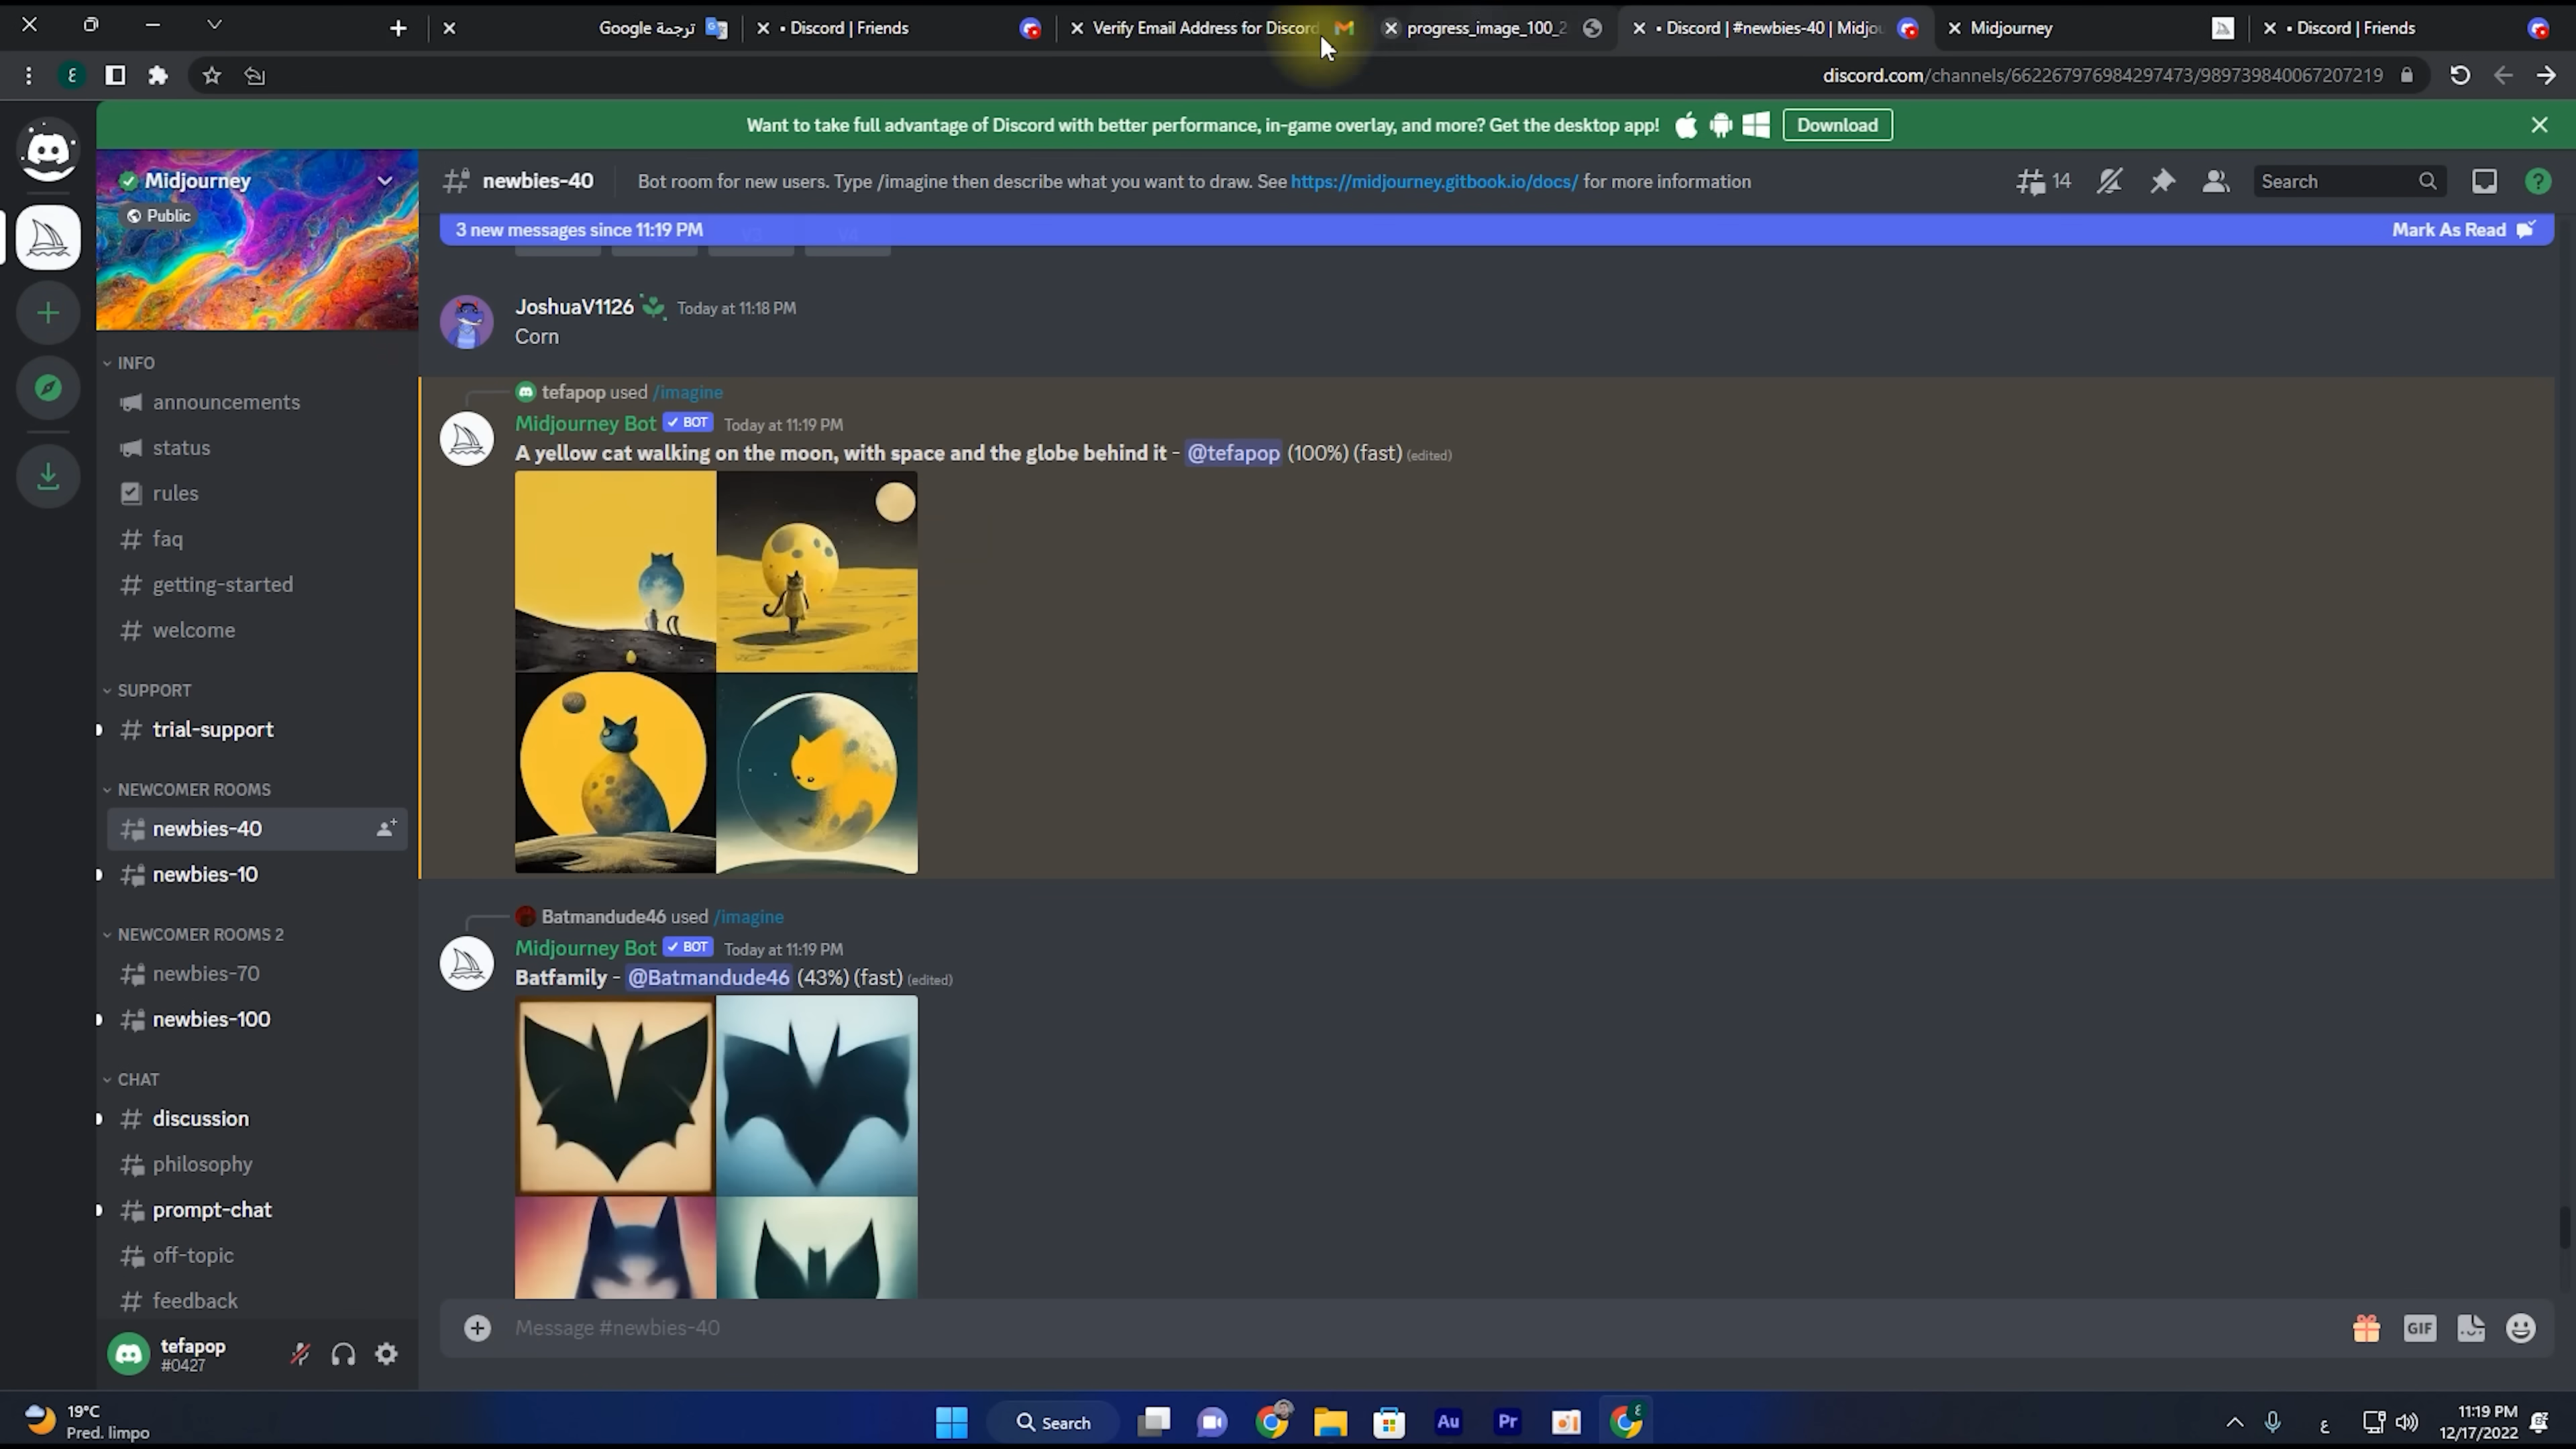 ترجمة Google
• Discord | Friends
Verify Email Address for Discord
progress_image_100_2
• Discord | #newbies-40 | Midjou
Midjourney
• Discord | Friends
ع
discord.com/channels/662267976984297473/989739840067207219
Want to take full advantage of Discord with better performance, in-game overlay, and more? Get the desktop app!
Download
Midjourney
Public
newbies-40
Bot room for new users. Type /imagine then describe what you want to draw. See https://midjourney.gitbook.io/docs/ for more information
14
Search
3 new messages since 11:19 PM
Mark As Read
INFO
announcements
status
rules
faq
getting-started
welcome
SUPPORT
trial-support
NEWCOMER ROOMS
newbies-40
newbies-10
NEWCOMER ROOMS 2
newbies-70
newbies-100
CHAT
discussion
philosophy
prompt-chat
off-topic
feedback
tefapop
#0427
JoshuaV1126 Today at 11:18 PM
Corn
tefapop used /imagine
Midjourney Bot BOT Today at 11:19 PM
A yellow cat walking on the moon, with space and the globe behind it - @tefapop (100%) (fast) (edited)
Batmandude46 used /imagine
Midjourney Bot BOT Today at 11:19 PM
Batfamily - @Batmandude46 (43%) (fast) (edited)
Message #newbies-40
GIF
19°C
Pred. limpo
Search
Au
Pr
ع
ع
11:19 PM
12/17/2022